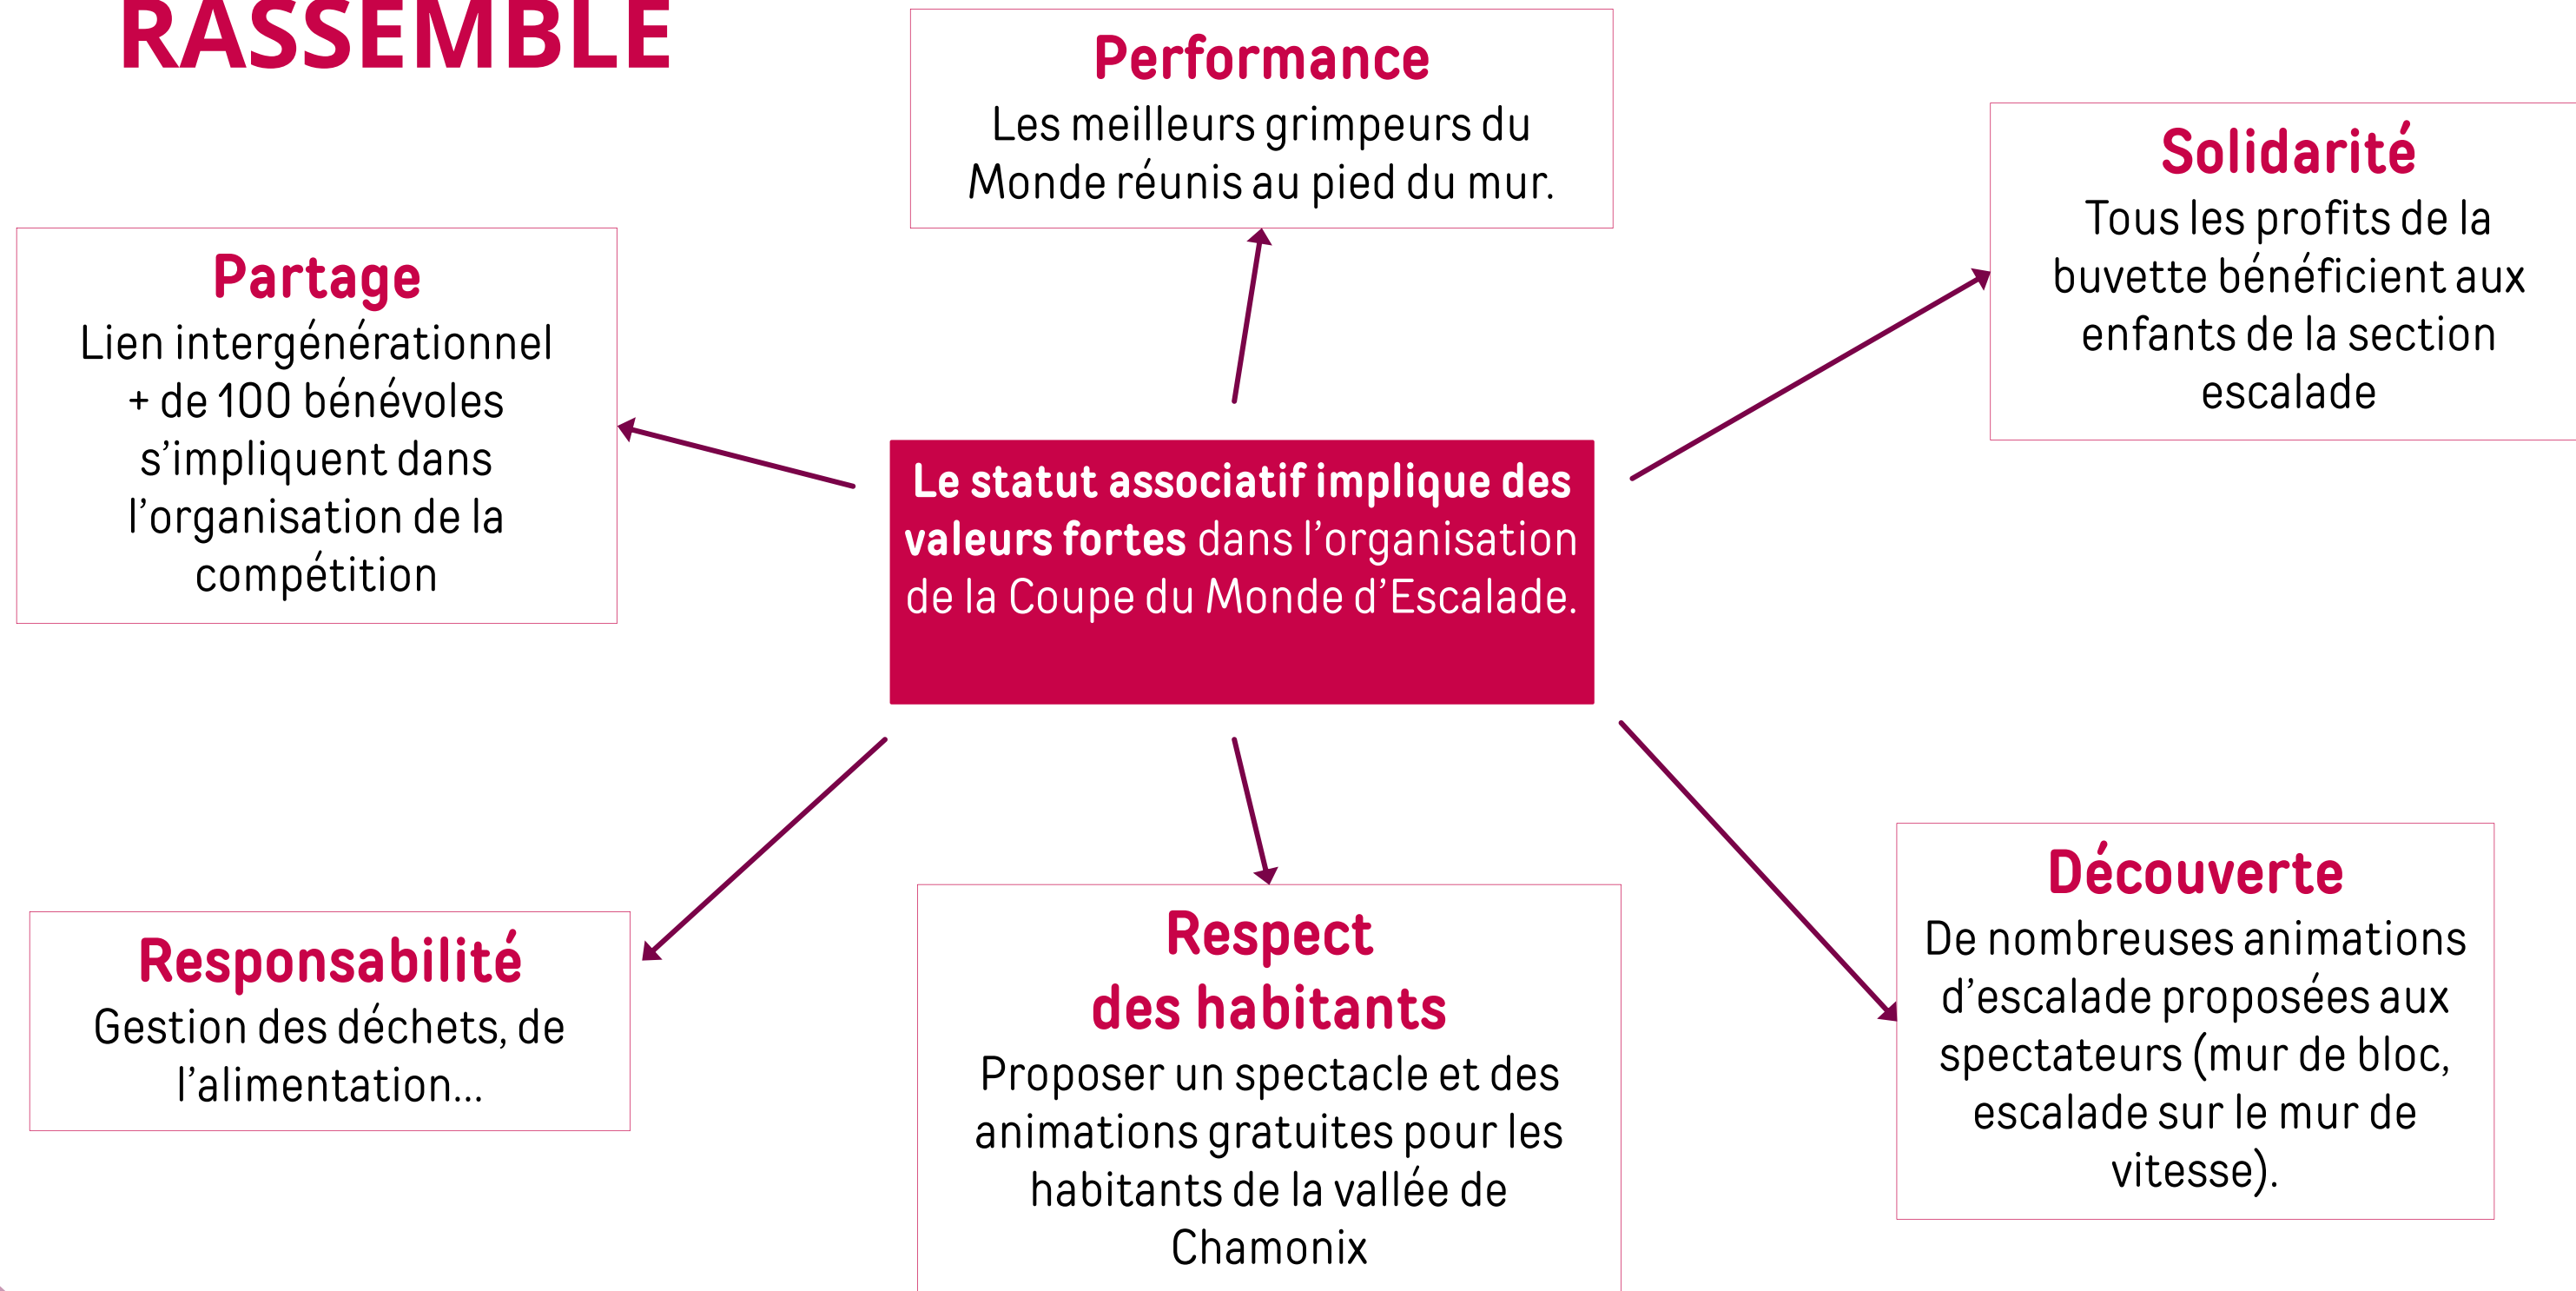 RASSEMBLE
Performance
Les meilleurs grimpeurs du
Monde réunis au pied du mur.
Solidarité
Tous les profits de la
buvette bénéficient aux
enfants de la section
escalade
Partage
Lien intergénérationnel
+ de 100 bénévoles
s’impliquent dans
l’organisation de la
compétition
Le statut associatif implique des
valeurs fortes dans l’organisation
de la Coupe du Monde d’Escalade.
Responsabilité
Gestion des déchets, de
l’alimentation...
Respect
des habitants
Proposer un spectacle et des
animations gratuites pour les
habitants de la vallée de
Chamonix
Découverte
De nombreuses animations
d’escalade proposées aux
spectateurs (mur de bloc,
escalade sur le mur de
vitesse).